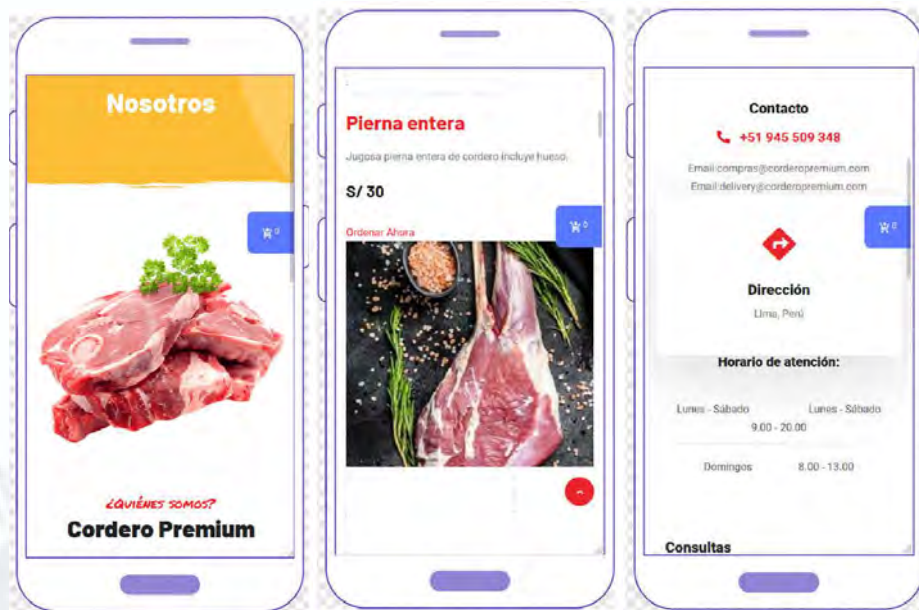 Nosotros
¿QUIÉNES SOMOS?
Cordero Premium
Pierna entera
Jugosa pierna entera de cordero incluye hueso.
S/ 30
Ordenar Ahora
0
Contacto
+51 945 509 348
Email:compras@corderopremium.com
Email:delivery@corderopremium.com
Dirección
Lima, Perú
Horario de atención:
Lunes - Sábado Lunes - Sábado
9.00 - 20.00
Domingos 8.00 - 13.00
Consultas